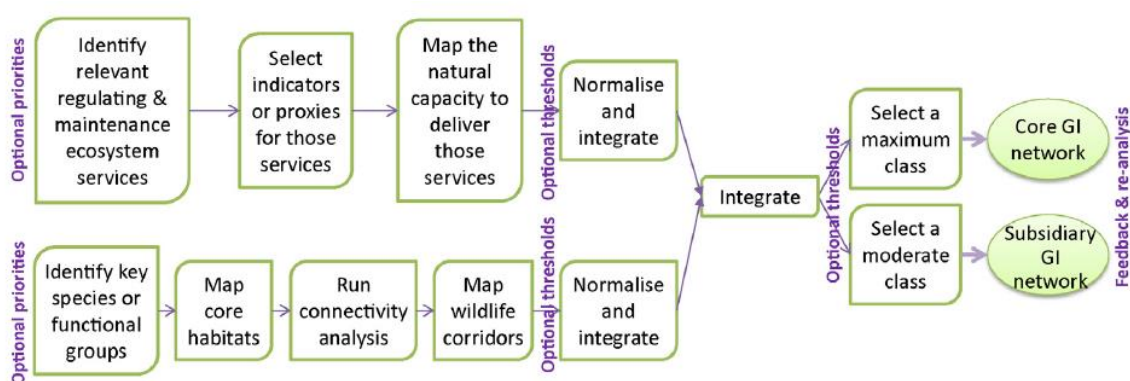 Optional priorities
Identify
relevant
regulating &
maintenance
ecosystem
services
Select
indicators
or proxies
for those
services
Map the
natural
capacity to
deliver
those
services
Optional thresholds
Normalise
and
integrate
Optional priorities
Identify key
species or
functional
groups
Map
core
habitats
Run
connectivity
analysis
Map
wildlife
corridors
Optional thresholds
Normalise
and
integrate
Integrate
Optional thresholds
Select a
maximum
class
Core GI
network
Select a
moderate
class
Subsidiary
GI
network
Feedback & re-analysis